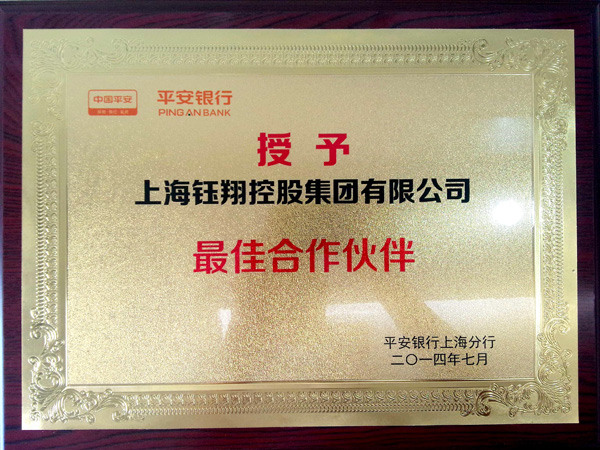 中国平安
平安银行
PING AN BANK
授予
上海钰翔控股集团有限公司
最佳合作伙伴
平安银行上海分行
二〇一四年七月